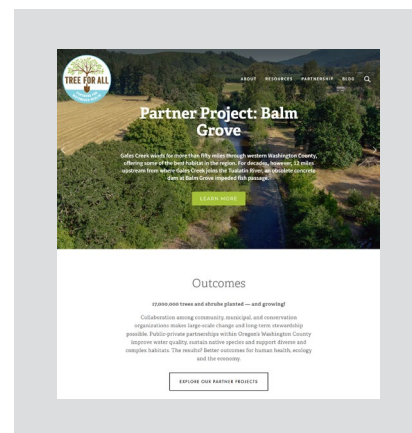 TREE FOR ALL
ABOUT RESOURCES PARTNERSHIP BLOG
Partner Project: Balm
Grove
Gales Creek winds for more than fifty miles through western Washington County,
offering some of the best habitat in the region. For decades, however, 12 miles
upstream from where Gales Creek joins the Tualatin River, an obsolete concrete
dam at Balm Grove impeded fish passage.
LEARN MORE
Outcomes
17,000,000 trees and shrubs planted — and growing!
Collaboration among community, municipal, and conservation
organizations makes large-scale change and long-term stewardship
possible. Public-private partnerships within Oregon's Washington County
improve water quality, sustain native species and support diverse and
complex habitats. The results? Better outcomes for human health, ecology
and the economy.
EXPLORE OUR PARTNER PROJECTS